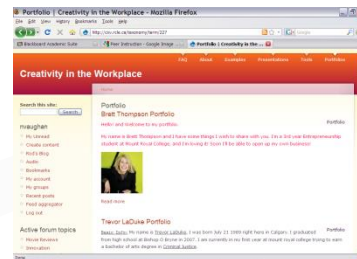 Portfolio | Creativity in the Workplace - Mozilla Firefox
File Edit View History Bookmarks Tools Help
Blackboard Academic Suite
Peer Instructor - Google Image ...
Portfolio | Creativity in the ...
FAQ About Examples Presentations Tools Portfolios
Creativity in the Workplace
Home
Search this site:
Search
mvaughan
My Unread
Create content
Mod's Blog
Audio
Bookmarks
My account
My groups
Recent posts
Feed aggregator
Log out
Active forum topics
Movie Reviews
Innovation
Portfolio
Brett Thompson Portfolio
Hello! and welcome to my portfolio.
Portfolio
My name is Brett Thompson and I have some things I wish to share with you. I'm a 3rd year Entrepreneurship
student at Mount Royal College, and I'm loving it! Soon I'll be able to open up my own business!
Read more
Trevor LaDuke Portfolio
My name is Trevor LaDuke, I was born July 21 1989 right here in Calgary. I graduated
Portfolio
from high school at Bishop O Bryne in 2007. I am currently in my first year at mount royal college trying to earn
a bachelor of arts degree in Criminal Justice.
Done